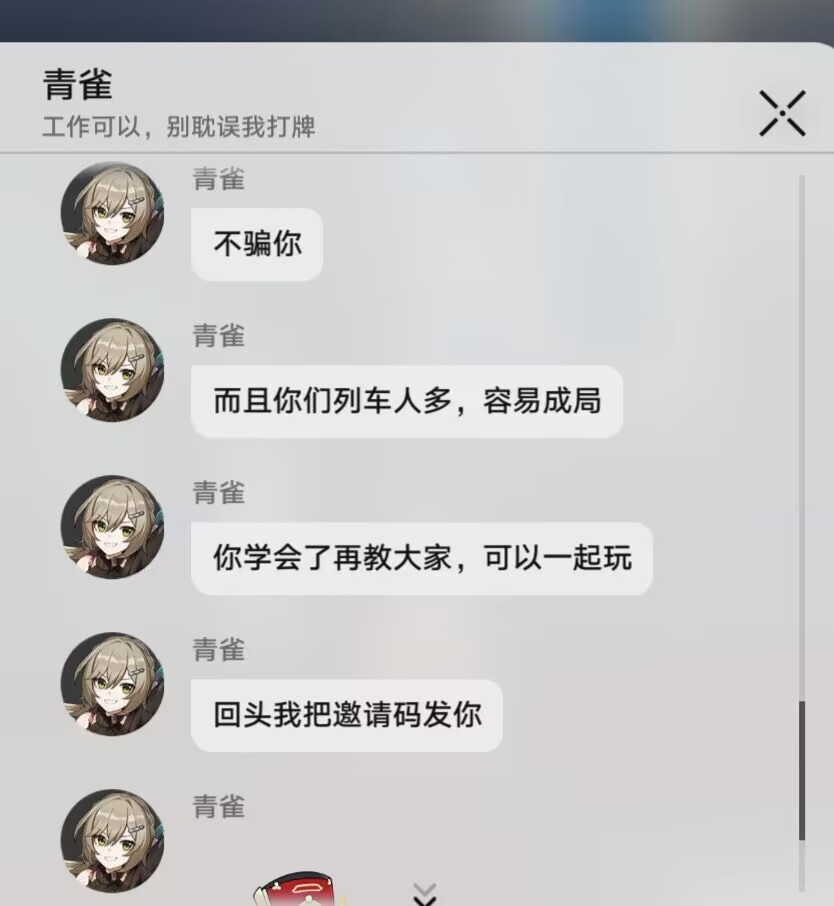 青雀
工作可以，别耽误我打牌
青雀
不骗你
青雀
而且你们列车人多，容易成局
青雀
你学会了再教大家，可以一起玩
青雀
回头我把邀请码发你
青雀